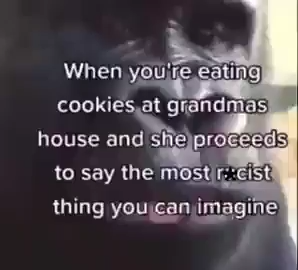 When you're eating
cookies at grandmas
house and she proceeds
to say the most r*cist
thing you can imagine